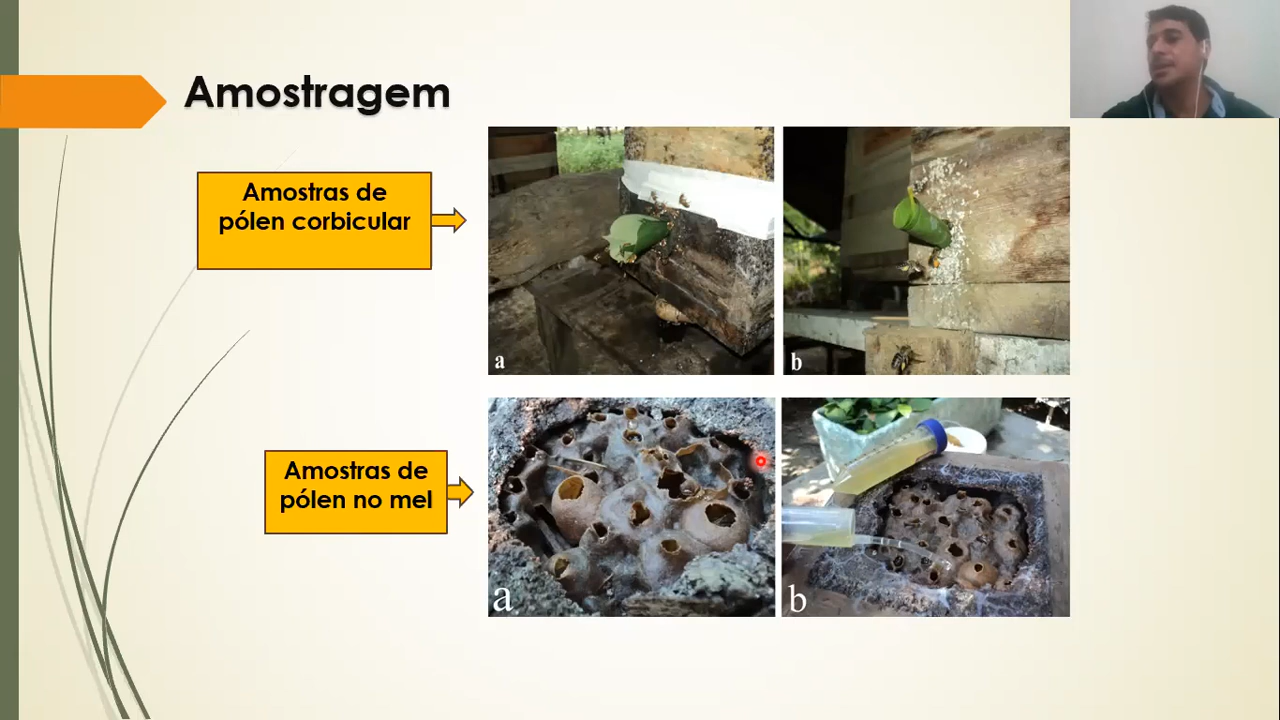 Amostragem
Amostras de
pólen corbicular
a
b
Amostras de
pólen no mel
a
b